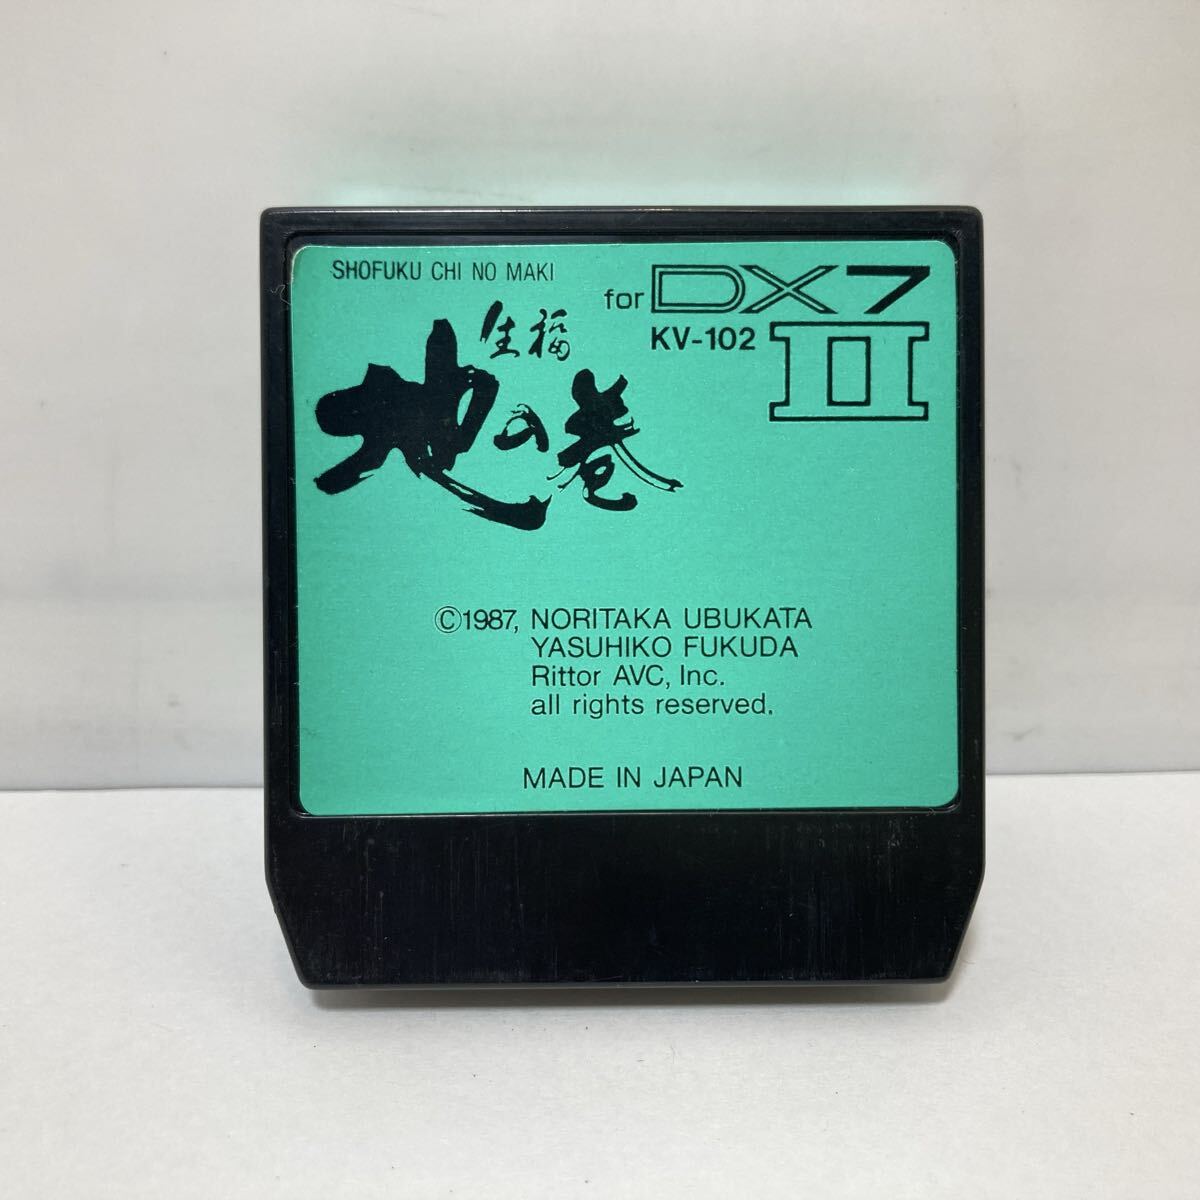 SHOFUKU CHI NO MAKI
生福
地の巻
for DX7
II
KV-102
©1987, NORITAKA UBUKATA
YASUHIKO FUKUDA
Rittor AVC, Inc.
all rights reserved.
MADE IN JAPAN